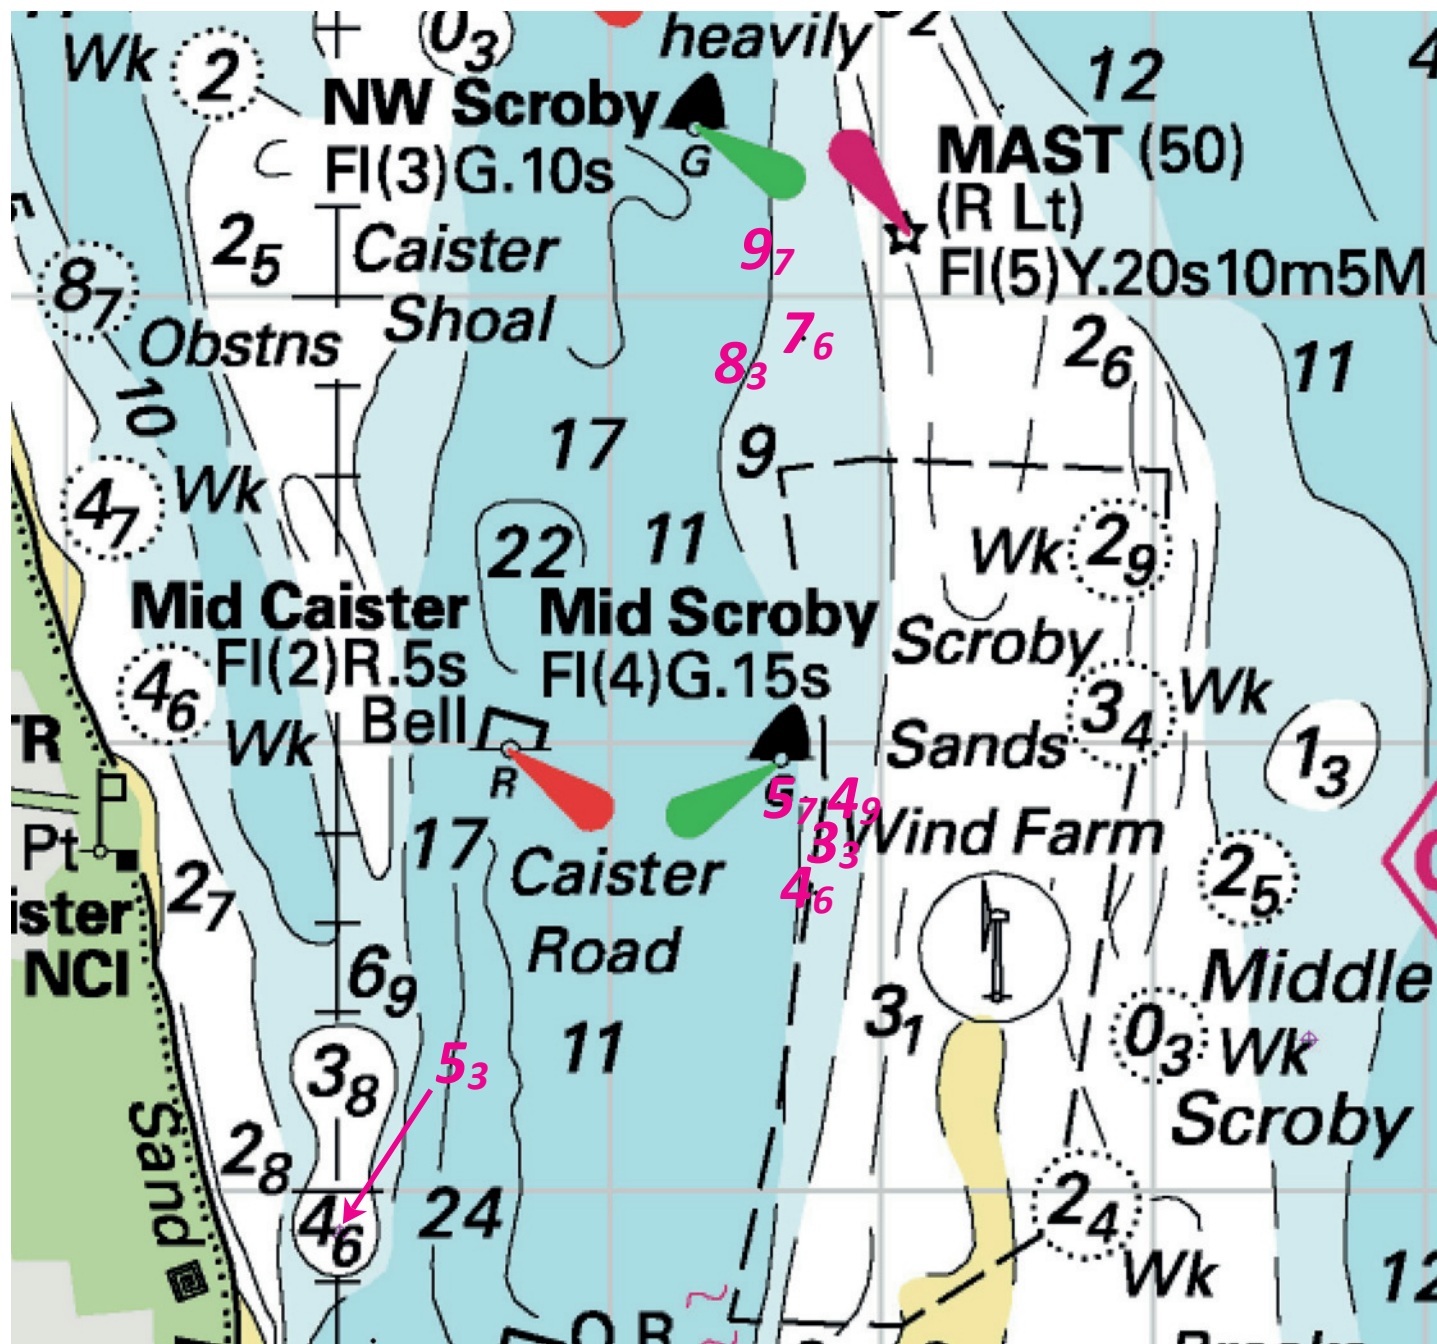 heavily
Wk
2
0₃
12
NW Scroby
Fl(3)G.10s
G
MAST (50)
(R Lt)
Fl(5)Y.20s10m5M
2₅
Caister
Shoal
9₇
8₇
Obstns
7₆
8₃
2₆
11
10
17
9
4₇
Wk
22
11
Wk
2₉
Mid Caister
Fl(2)R.5s
Bell
R
Mid Scroby
Fl(4)G.15s
Scroby
Sands
Wind Farm
4₆
Wk
3₄
Wk
1₃
5₇
4₉
3₃
4₆
Pt
17
Caister
Road
2₇
2₅
ister
NCI
6₉
3₁
Middle
0₃
Wk
Scroby
11
5₃
3₈
Sand
2₈
4₆
24
2₄
Wk
12
Q R